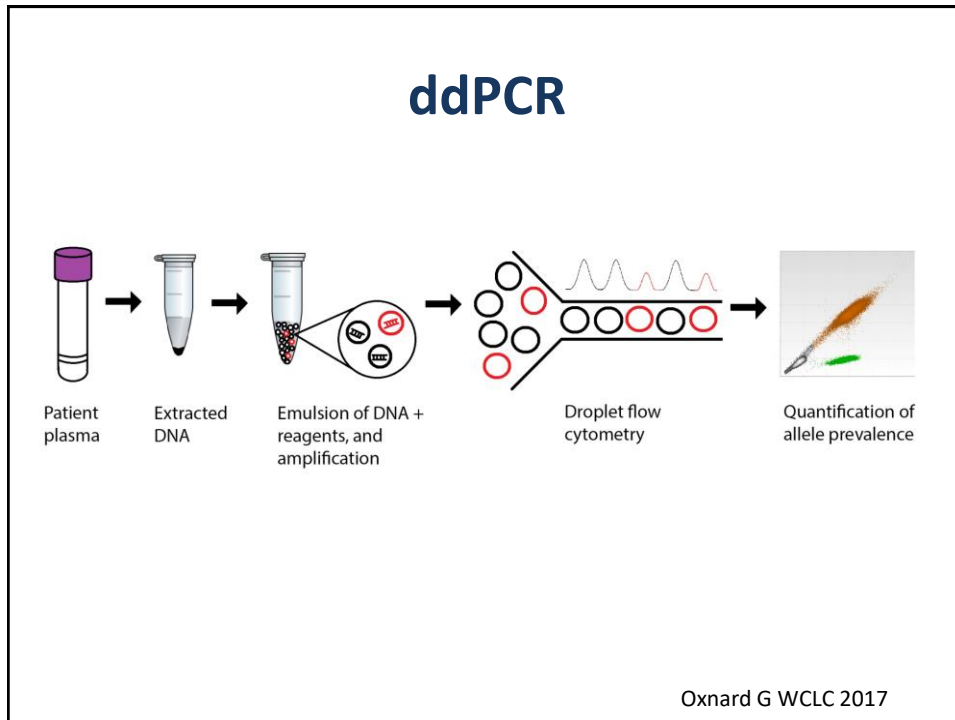 ddPCR
Patient
plasma
Extracted
DNA
Emulsion of DNA +
reagents, and
amplification
Droplet flow
cytometry
Quantification of
allele prevalence
Oxnard G WCLC 2017